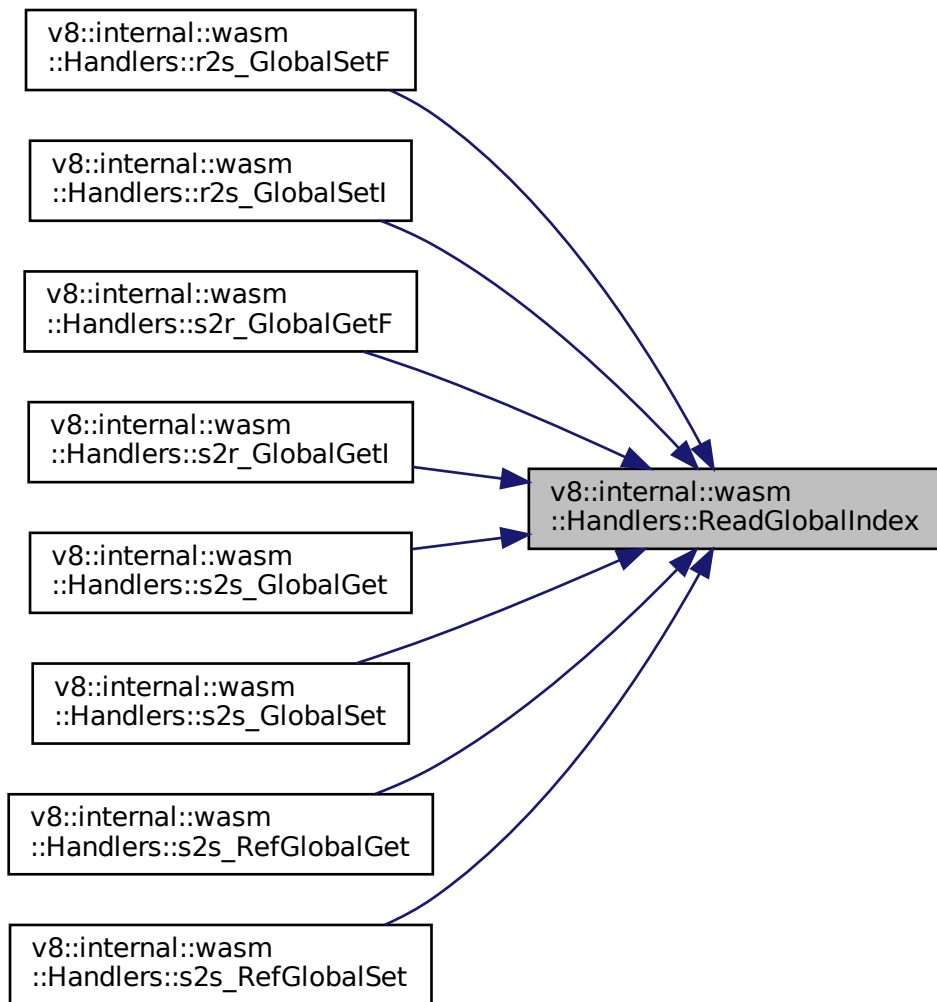 v8::internal::wasm
::Handlers::r2s_GlobalSetF
v8::internal::wasm
::Handlers::r2s_GlobalSetI
v8::internal::wasm
::Handlers::s2r_GlobalGetF
v8::internal::wasm
::Handlers::s2r_GlobalGetI
v8::internal::wasm
::Handlers::ReadGlobalIndex
v8::internal::wasm
::Handlers::s2s_GlobalGet
v8::internal::wasm
::Handlers::s2s_GlobalSet
v8::internal::wasm
::Handlers::s2s_RefGlobalGet
v8::internal::wasm
::Handlers::s2s_RefGlobalSet